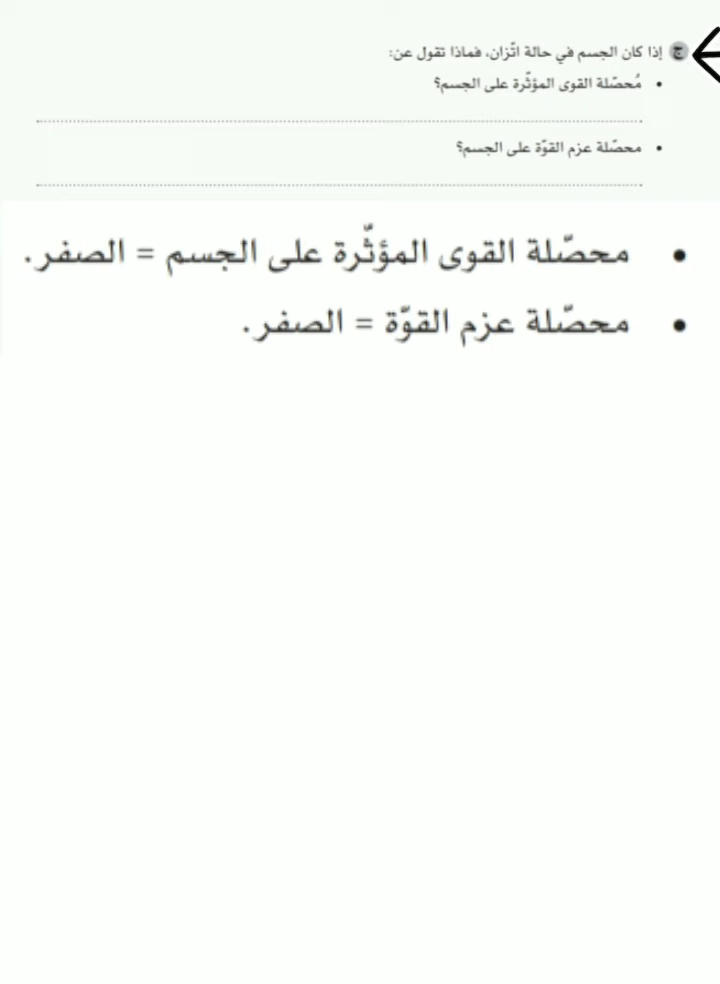 ج إذا كان الجسم في حالة اتّزان، فماذا تقول عن:
• مُحصّلة القوى المؤثّرة على الجسم؟
• محصّلة عزم القوّة على الجسم؟
• محصّلة القوى المؤثّرة على الجسم = الصفر.
• محصّلة عزم القوّة = الصفر.